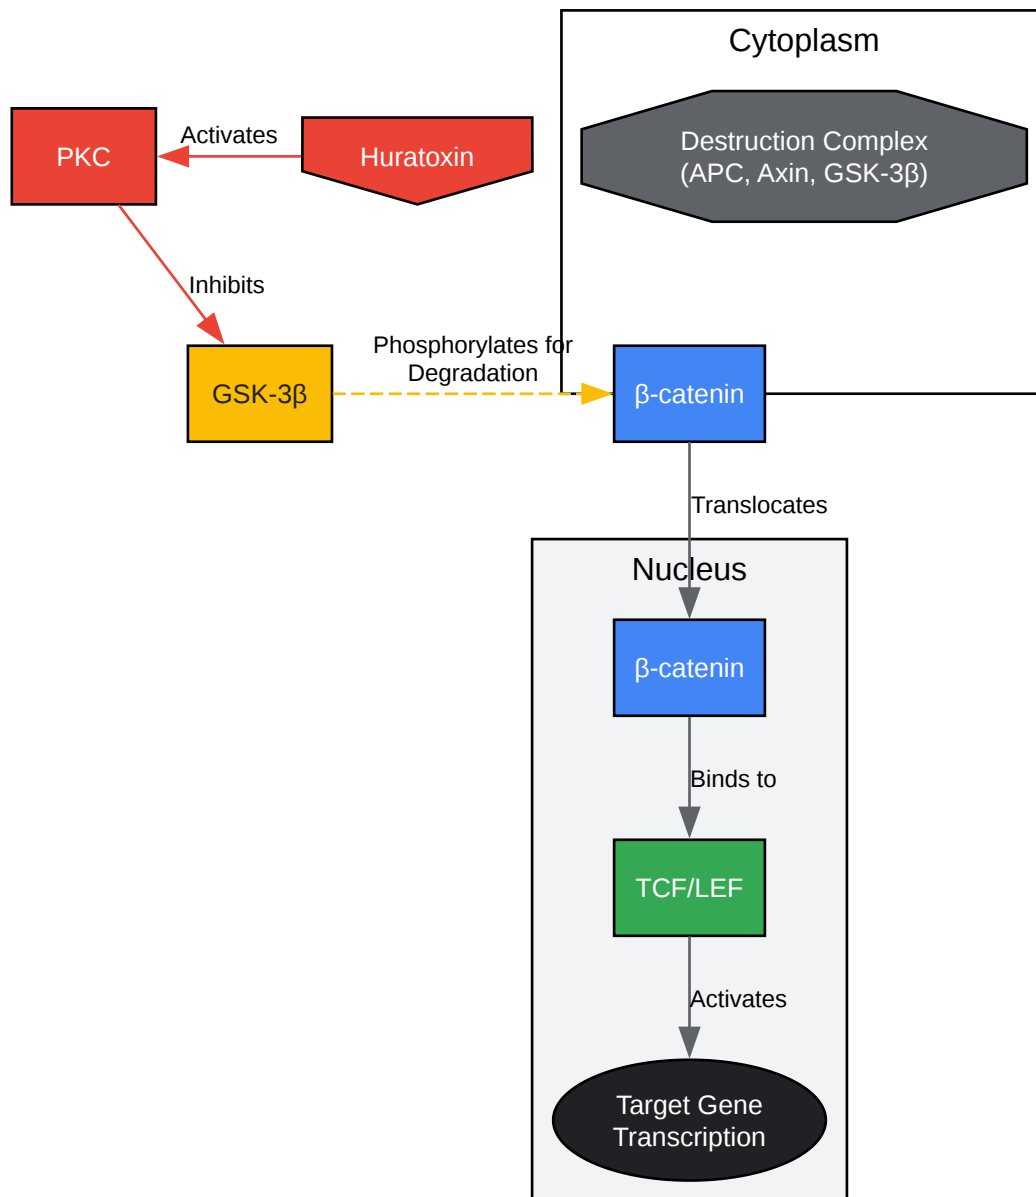 Cytoplasm
Destruction Complex
(APC, Axin, GSK-3β)
PKC
Activates
Huratoxin
Inhibits
GSK-3β
Phosphorylates for
Degradation
β-catenin
Translocates
Nucleus
β-catenin
Binds to
TCF/LEF
Activates
Target Gene
Transcription